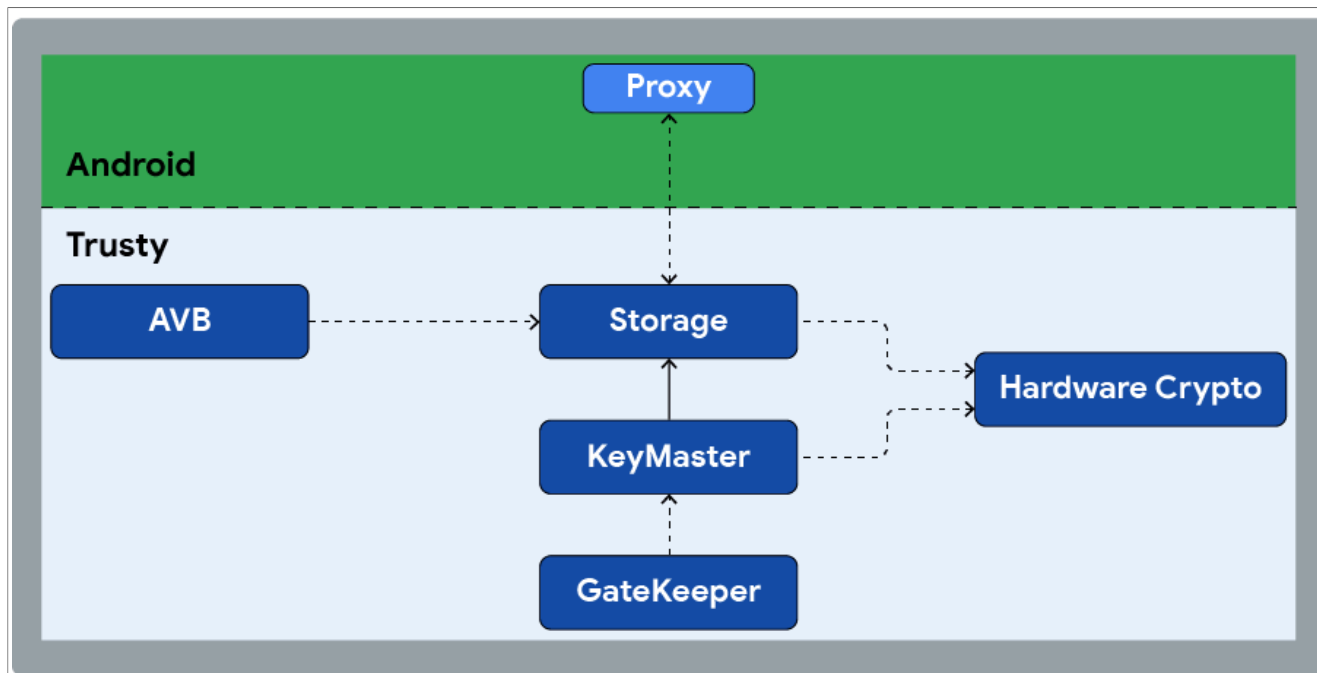 Proxy
Android
Trusty
AVB
Storage
Hardware Crypto
KeyMaster
GateKeeper